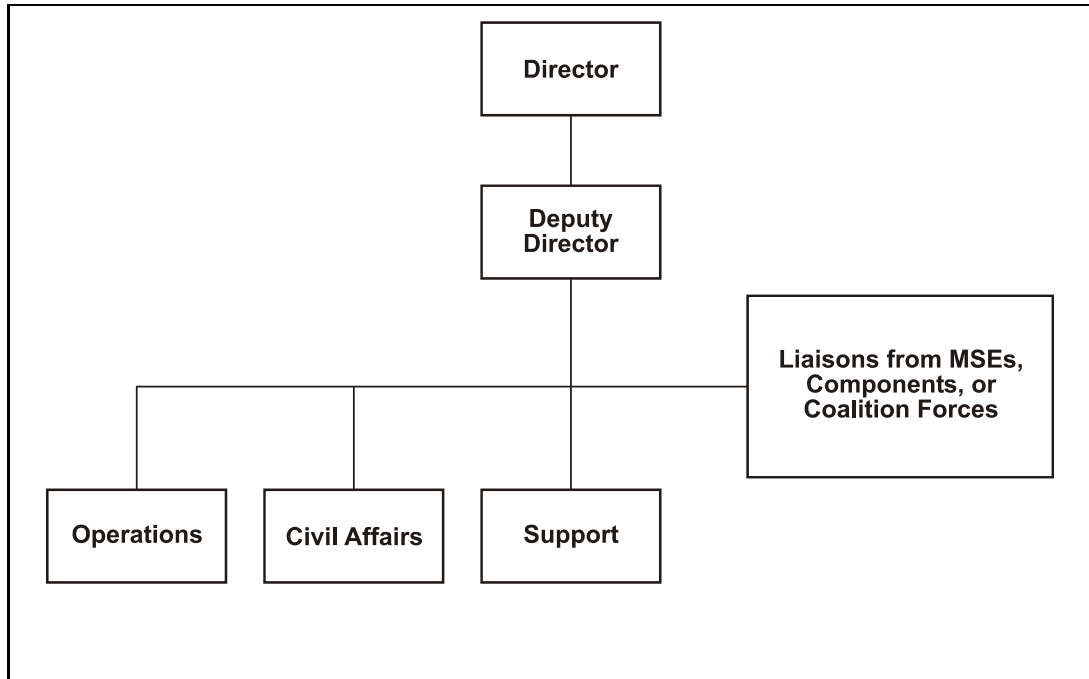 Director
Deputy
Director
Liaisons from MSEs,
Components, or
Coalition Forces
Operations
Civil Affairs
Support